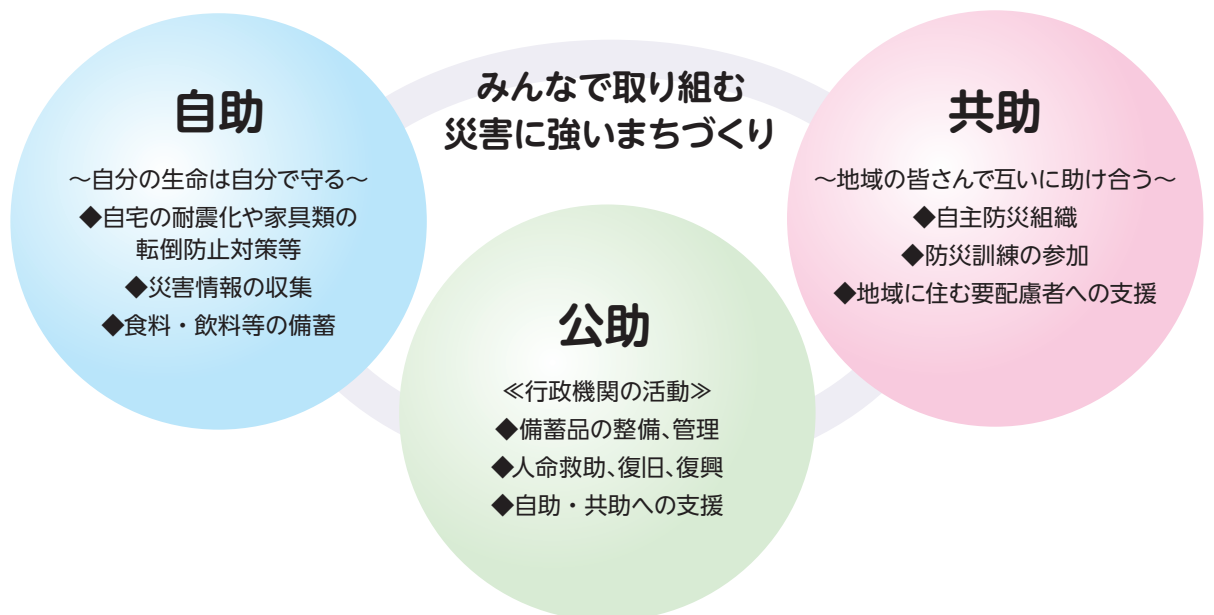 みんなで取り組む
災害に強いまちづくり
自助
～自分の生命は自分で守る～
◆自宅の耐震化や家具類の
転倒防止対策等
◆災害情報の収集
◆食料・飲料等の備蓄
共助
～地域の皆さんで互いに助け合う～
◆自主防災組織
◆防災訓練の参加
◆地域に住む要配慮者への支援
公助
≪行政機関の活動≫
◆備蓄品の整備、管理
◆人命救助、復旧、復興
◆自助・共助への支援